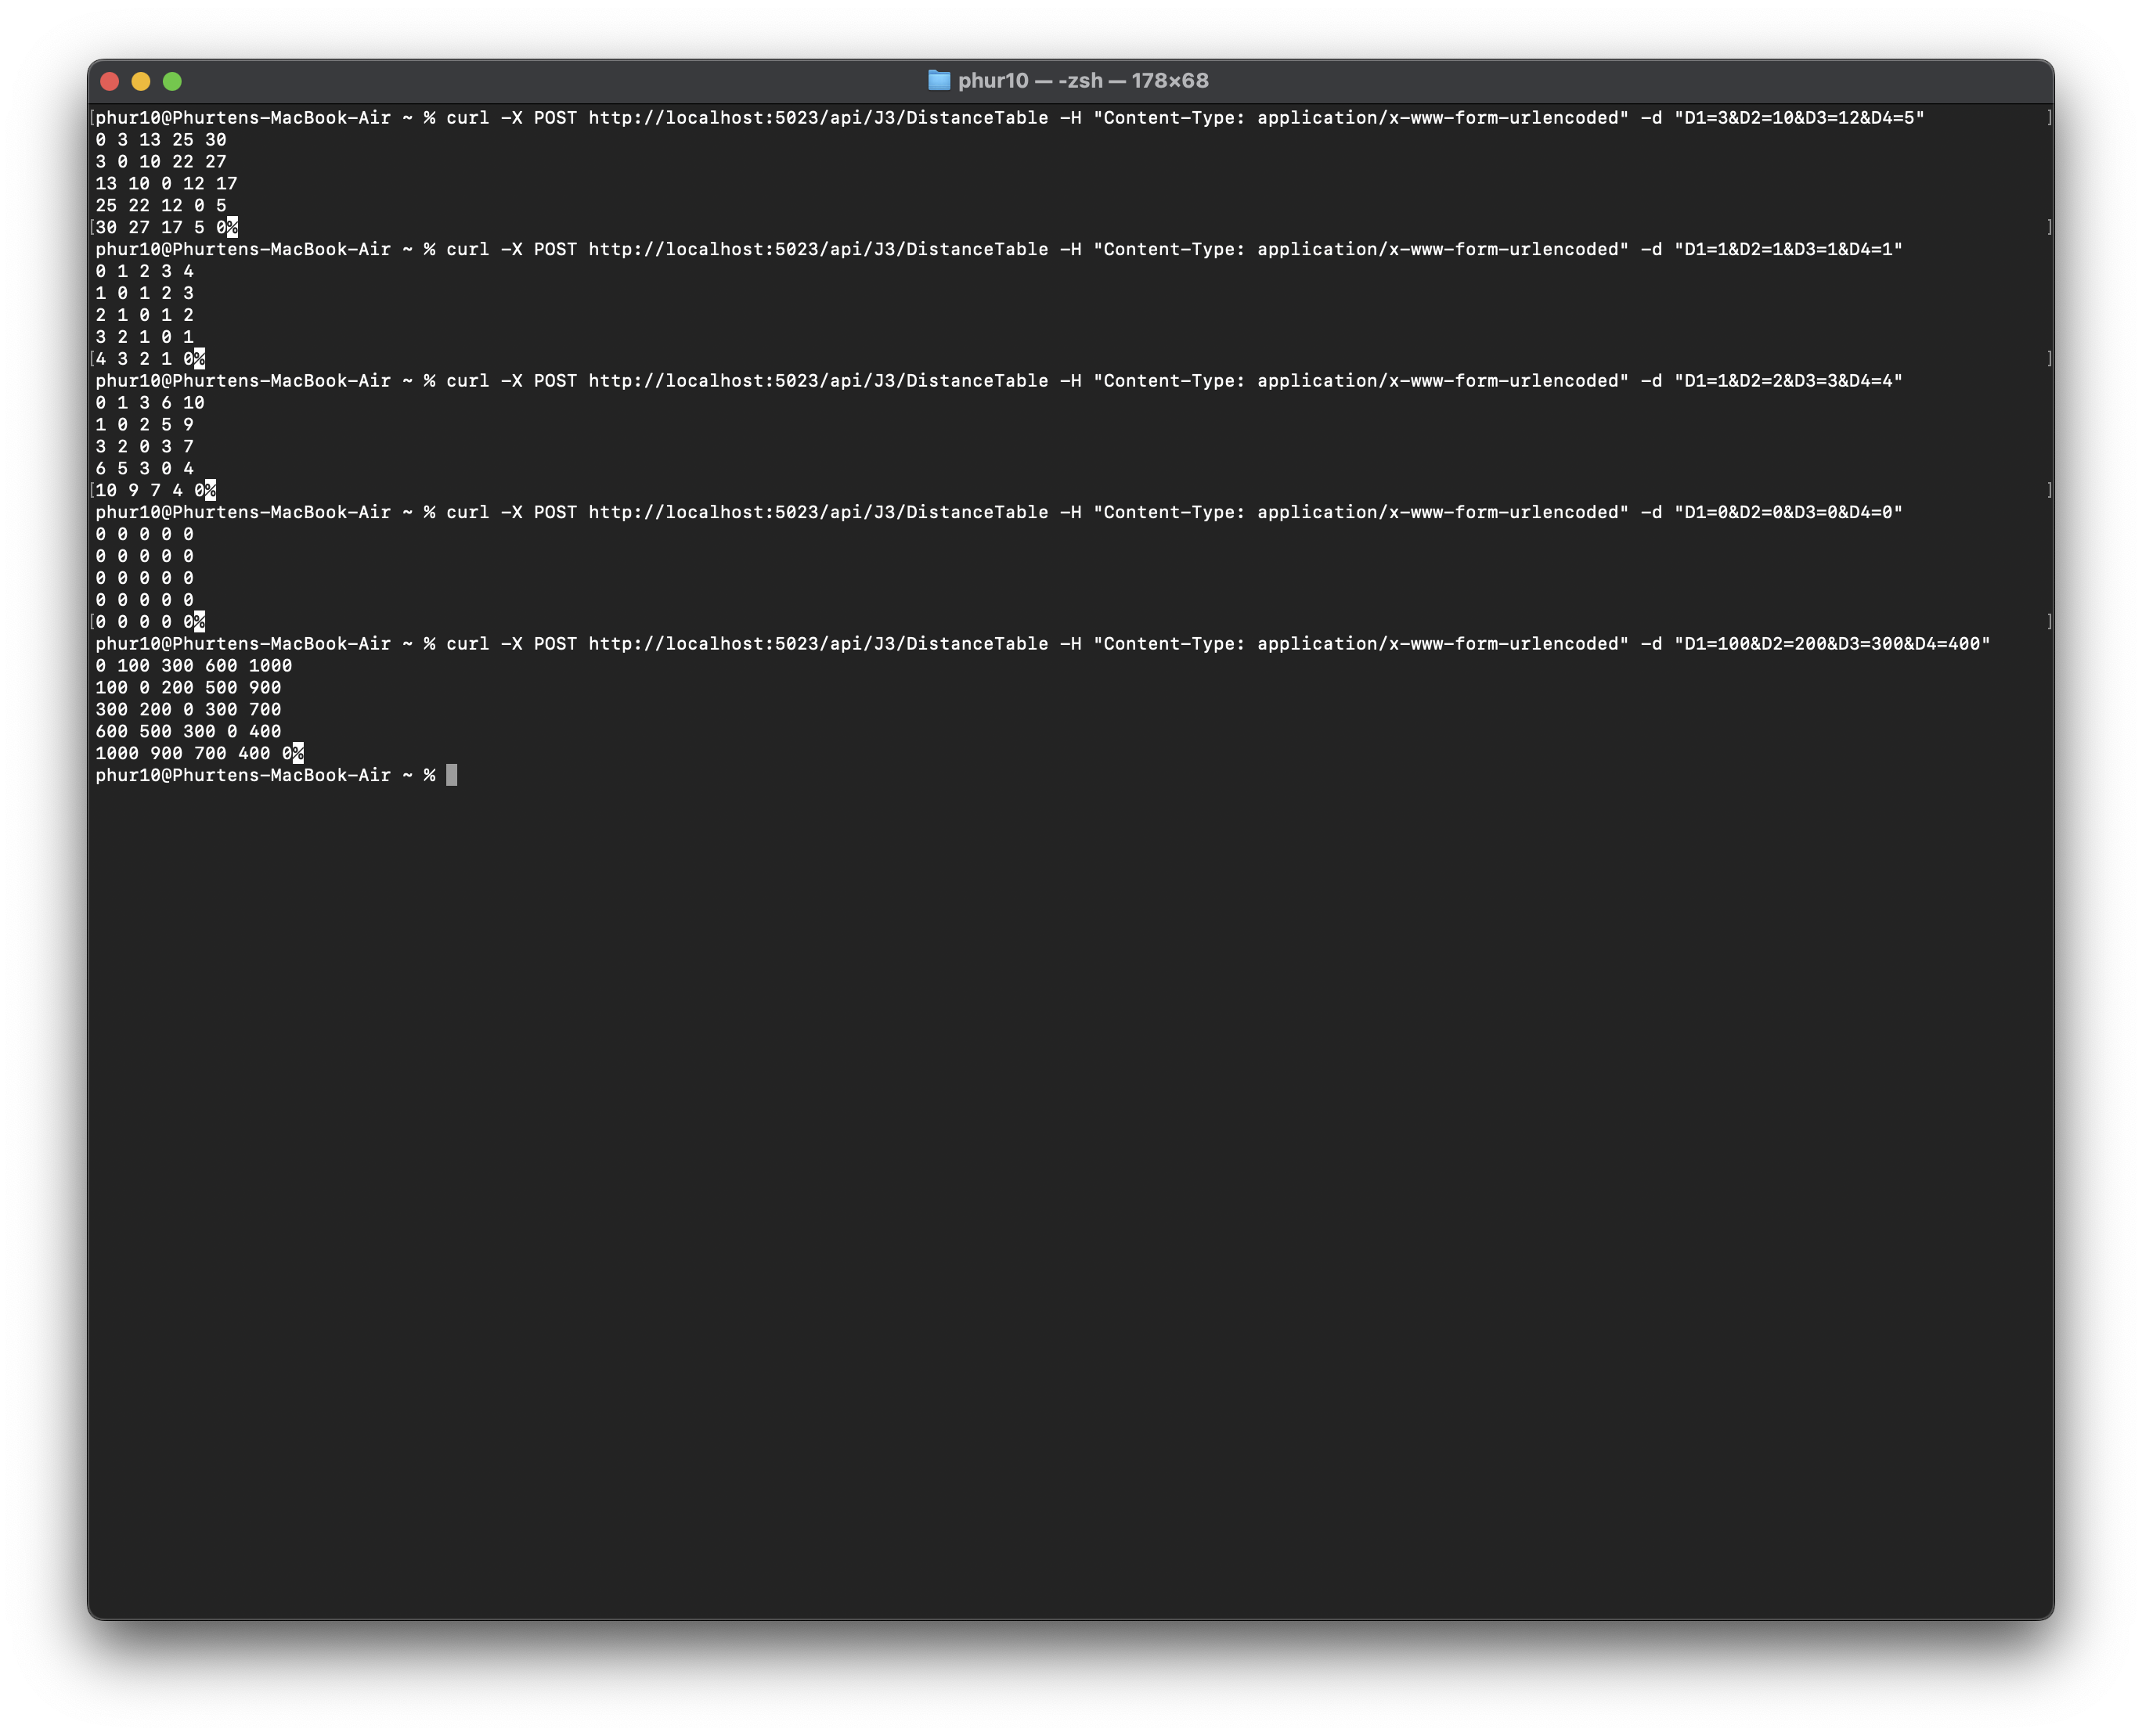 phur10 — -zsh — 178×68
[phur10@Phurtens-MacBook-Air ~ % curl -X POST http://localhost:5023/api/J3/DistanceTable -H "Content-Type: application/x-www-form-urlencoded" -d "D1=3&D2=10&D3=12&D4=5" ]
0 3 13 25 30
3 0 10 22 27
13 10 0 12 17
25 22 12 0 5
[30 27 17 5 0% ]
phur10@Phurtens-MacBook-Air ~ % curl -X POST http://localhost:5023/api/J3/DistanceTable -H "Content-Type: application/x-www-form-urlencoded" -d "D1=1&D2=1&D3=1&D4=1"
0 1 2 3 4
1 0 1 2 3
2 1 0 1 2
3 2 1 0 1
[4 3 2 1 0% ]
phur10@Phurtens-MacBook-Air ~ % curl -X POST http://localhost:5023/api/J3/DistanceTable -H "Content-Type: application/x-www-form-urlencoded" -d "D1=1&D2=2&D3=3&D4=4"
0 1 3 6 10
1 0 2 5 9
3 2 0 3 7
6 5 3 0 4
[10 9 7 4 0% ]
phur10@Phurtens-MacBook-Air ~ % curl -X POST http://localhost:5023/api/J3/DistanceTable -H "Content-Type: application/x-www-form-urlencoded" -d "D1=0&D2=0&D3=0&D4=0"
0 0 0 0 0
0 0 0 0 0
0 0 0 0 0
0 0 0 0 0
[0 0 0 0 0% ]
phur10@Phurtens-MacBook-Air ~ % curl -X POST http://localhost:5023/api/J3/DistanceTable -H "Content-Type: application/x-www-form-urlencoded" -d "D1=100&D2=200&D3=300&D4=400"
0 100 300 600 1000
100 0 200 500 900
300 200 0 300 700
600 500 300 0 400
1000 900 700 400 0%
phur10@Phurtens-MacBook-Air ~ %